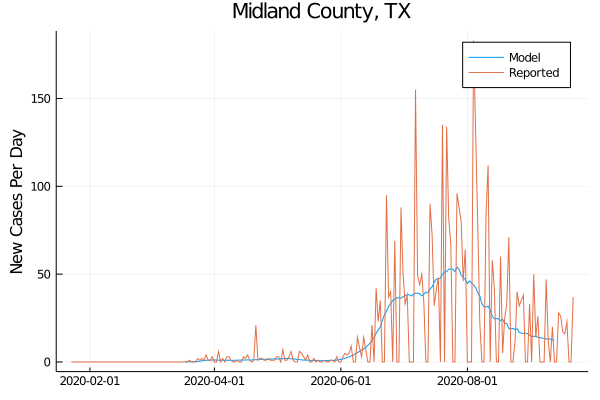 Midland County, TX
Model
Reported
New Cases Per Day
150
100
50
0
2020-02-01
2020-04-01
2020-06-01
2020-08-01